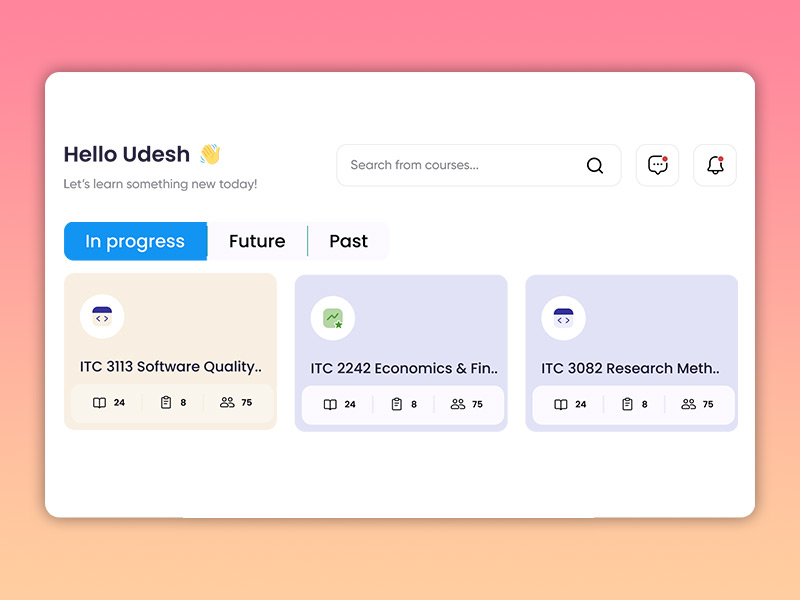 Hello Udesh 👋
Let's learn something new today!
Search from courses...
In progress
Future
Past
ITC 3113 Software Quality..
24 8 75
ITC 2242 Economics & Fin..
24 8 75
ITC 3082 Research Meth..
24 8 75